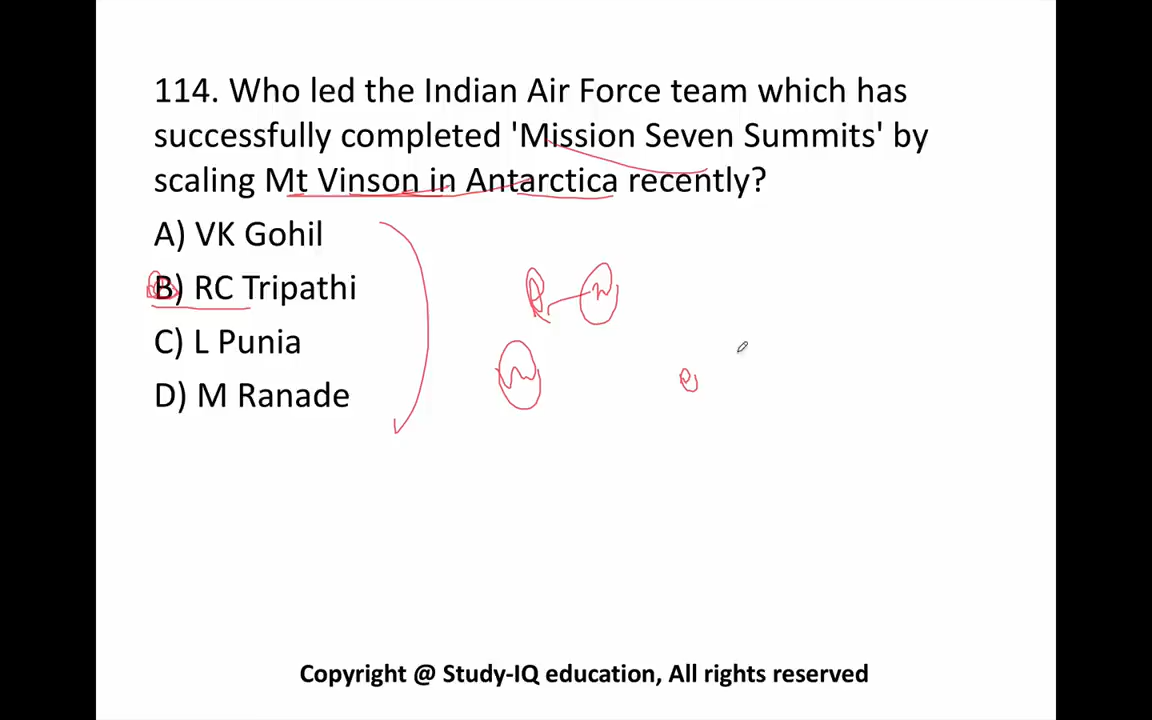 114. Who led the Indian Air Force team which has
successfully completed 'Mission Seven Summits' by
scaling Mt Vinson in Antarctica recently?
A) VK Gohil
B) RC Tripathi
C) L Punia
D) M Ranade
Copyright @ Study-IQ education, All rights reserved